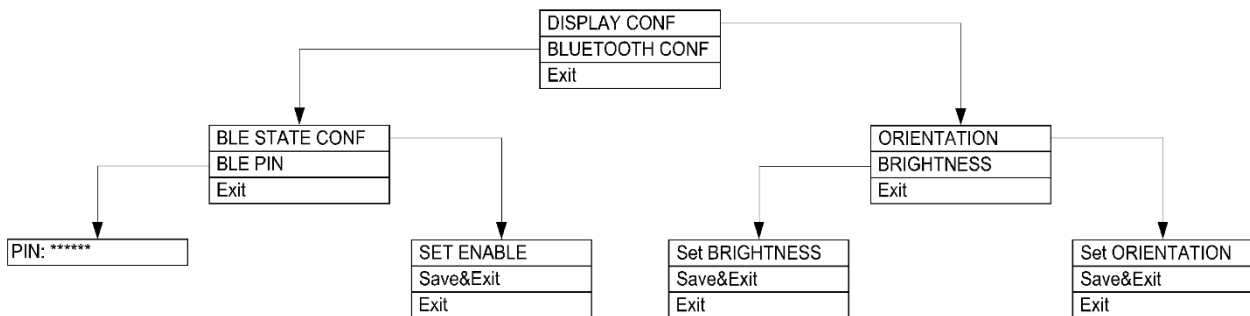 DISPLAY CONF
BLUETOOTH CONF
Exit
BLE STATE CONF
BLE PIN
Exit
ORIENTATION
BRIGHTNESS
Exit
PIN: ******
SET ENABLE
Save&Exit
Exit
Set BRIGHTNESS
Save&Exit
Exit
Set ORIENTATION
Save&Exit
Exit